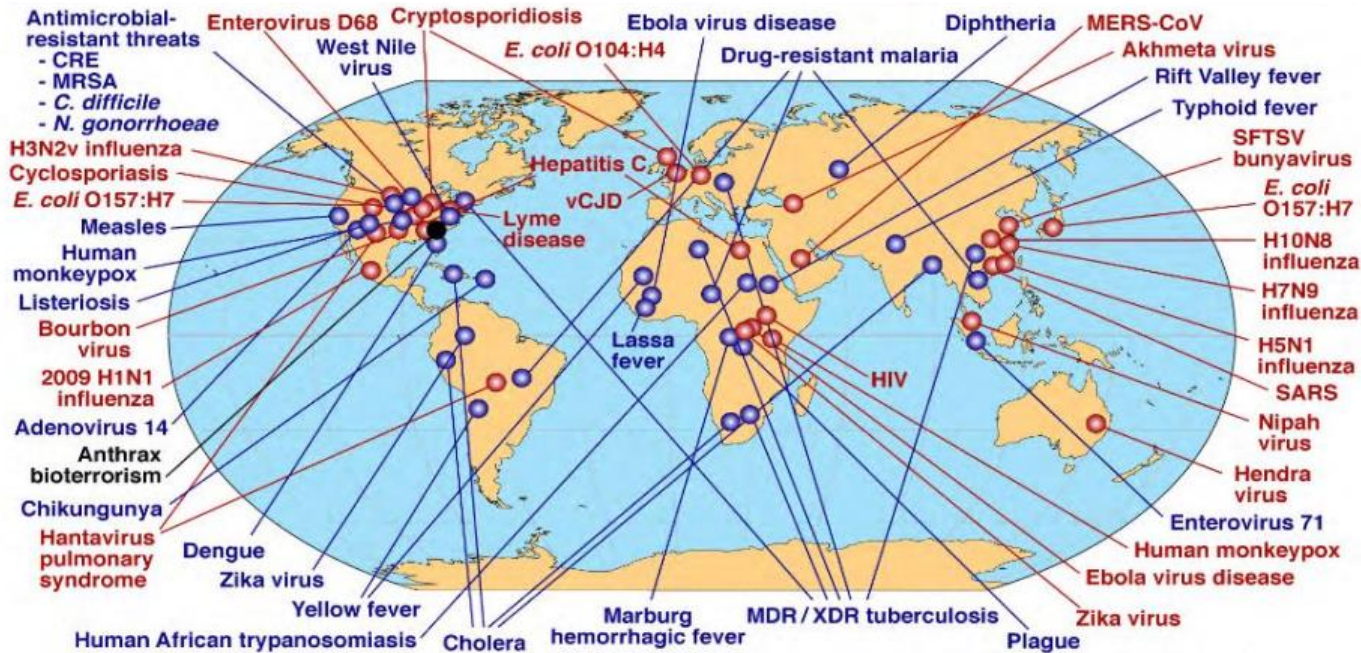 Antimicrobial-
resistant threats
- CRE
- MRSA
- C. difficile
- N. gonorrhoeae
Enterovirus D68
West Nile
virus
Cryptosporidiosis
E. coli O104:H4
Ebola virus disease
Drug-resistant malaria
Diphtheria
MERS-CoV
Akhmeta virus
Rift Valley fever
Typhoid fever
SFTSV
bunyavirus
E. coli
O157:H7
H10N8
influenza
H7N9
influenza
H5N1
influenza
SARS
Nipah
virus
Hendra
virus
Enterovirus 71
Human monkeypox
Ebola virus disease
Zika virus
Plague
H3N2v influenza
Cyclosporiasis
E. coli O157:H7
Measles
Human
monkeypox
Listeriosis
Bourbon
virus
2009 H1N1
influenza
Adenovirus 14
Anthrax
bioterrorism
Chikungunya
Hantavirus
pulmonary
syndrome
Dengue
Zika virus
Yellow fever
Human African trypanosomiasis
Cholera
Marburg
hemorrhagic fever
MDR / XDR tuberculosis
Hepatitis C
vCJD
Lyme
disease
Lassa
fever
HIV